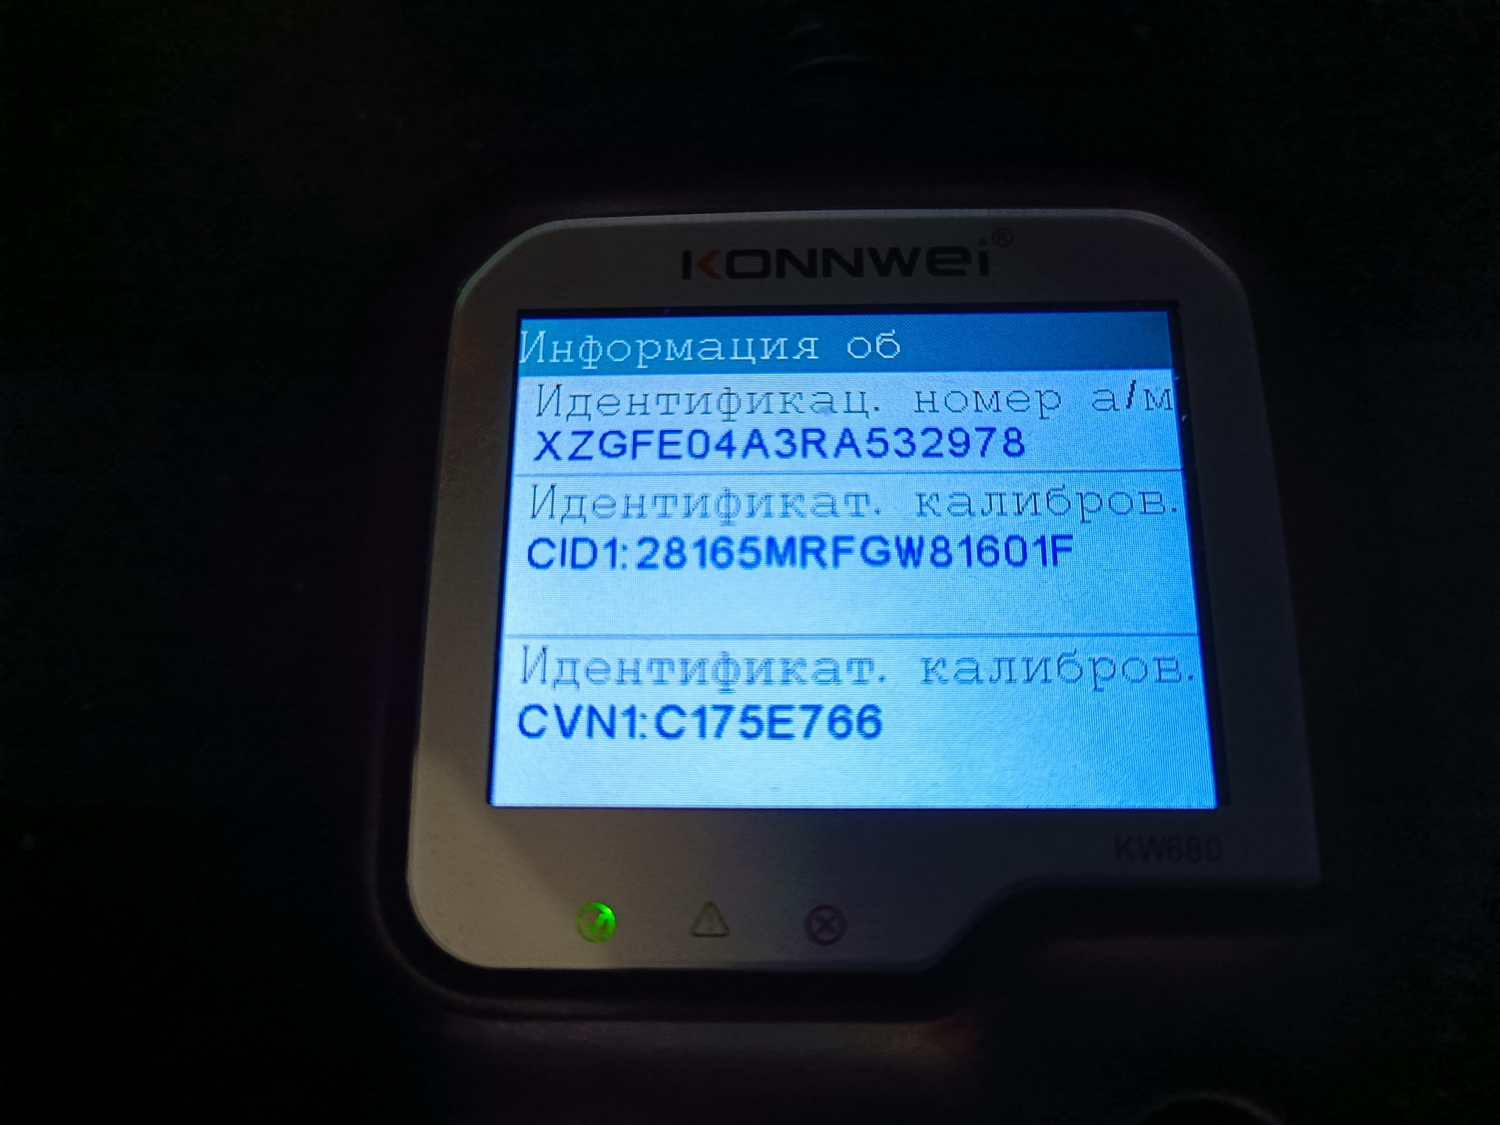 KONNWEI®
Информация об
Идентификац. номер а/м
XZGFE04A3RA532978
Идентификат. калибров.
CID1:28165MRFGW81601F
Идентификат. калибров.
CVN1:C175E766
KW680